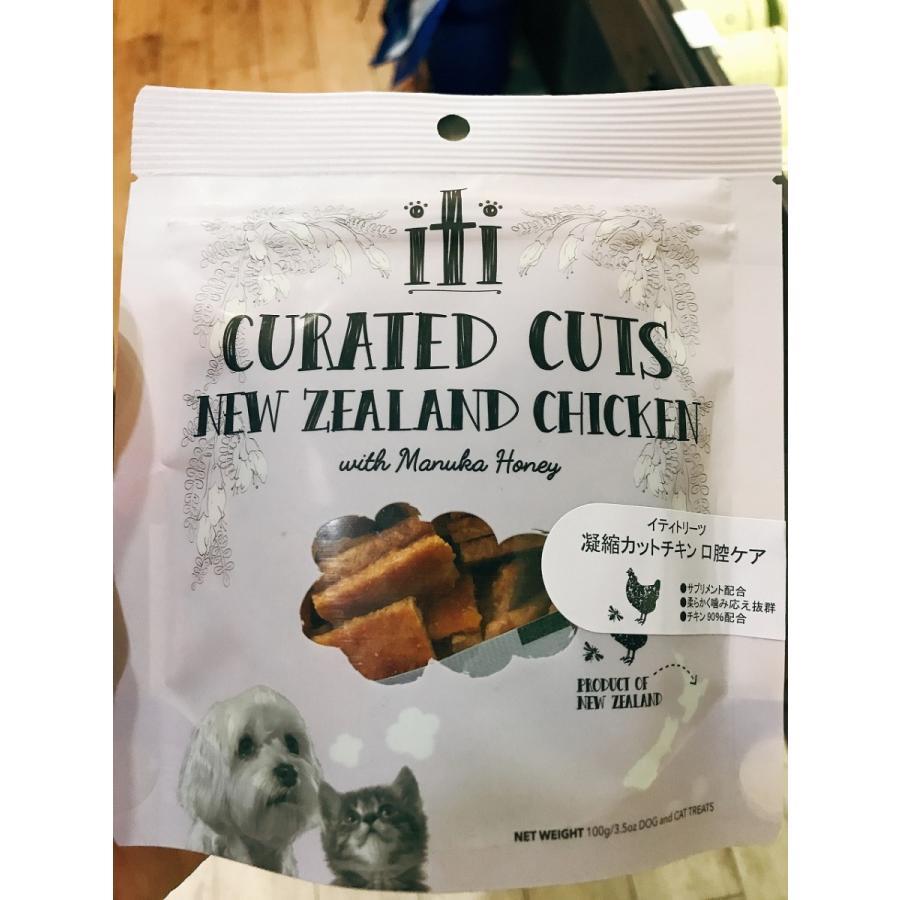 iti
CURATED CUTS
NEW ZEALAND CHICKEN
with Manuka Honey
イティトリーツ
凝縮カットチキン 口腔ケア
●サプリメント配合
●柔らかく噛み応え抜群
●チキン90%配合
PRODUCT OF
NEW ZEALAND
NET WEIGHT 100g/3.5oz DOG and CAT TREATS